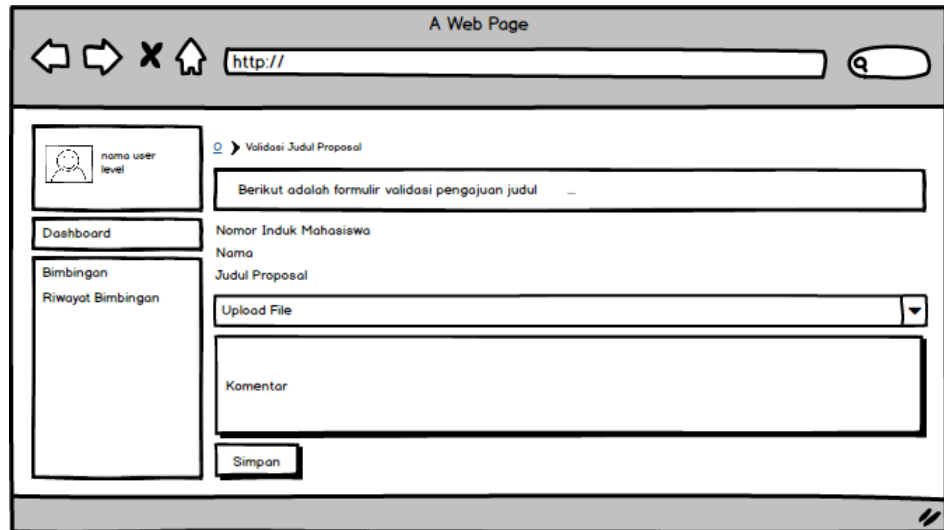 A Web Page
http://
nama user
level
Dashboard
Bimbingan
Riwayat Bimbingan
O Validasi Judul Proposal
Berikut adalah formulir validasi pengajuan judul ...
Nomor Induk Mahasiswa
Nama
Judul Proposal
Upload File
Komentar
Simpan